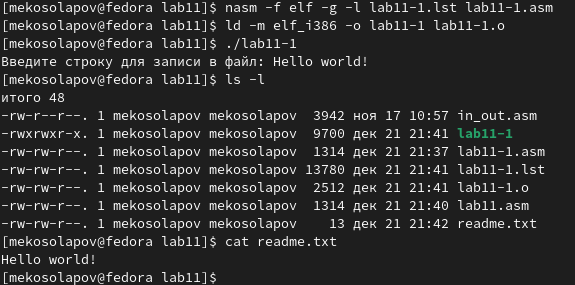 [mekosolapov@fedora lab11]$ nasm -f elf -g -l lab11-1.lst lab11-1.asm
[mekosolapov@fedora lab11]$ ld -m elf_i386 -o lab11-1 lab11-1.o
[mekosolapov@fedora lab11]$ ./lab11-1
Введите строку для записи в файл: Hello world!
[mekosolapov@fedora lab11]$ ls -l
итого 48
-rw-r--r--. 1 mekosolapov mekosolapov  3942 ноя 17 10:57 in_out.asm
-rwxrwxr-x. 1 mekosolapov mekosolapov  9700 дек 21 21:41 lab11-1
-rw-rw-r--. 1 mekosolapov mekosolapov  1314 дек 21 21:37 lab11-1.asm
-rw-rw-r--. 1 mekosolapov mekosolapov 13780 дек 21 21:41 lab11-1.lst
-rw-rw-r--. 1 mekosolapov mekosolapov  2512 дек 21 21:41 lab11-1.o
-rw-rw-r--. 1 mekosolapov mekosolapov  1314 дек 21 21:40 lab11.asm
-rw-rw-r--. 1 mekosolapov mekosolapov    13 дек 21 21:42 readme.txt
[mekosolapov@fedora lab11]$ cat readme.txt
Hello world!
[mekosolapov@fedora lab11]$